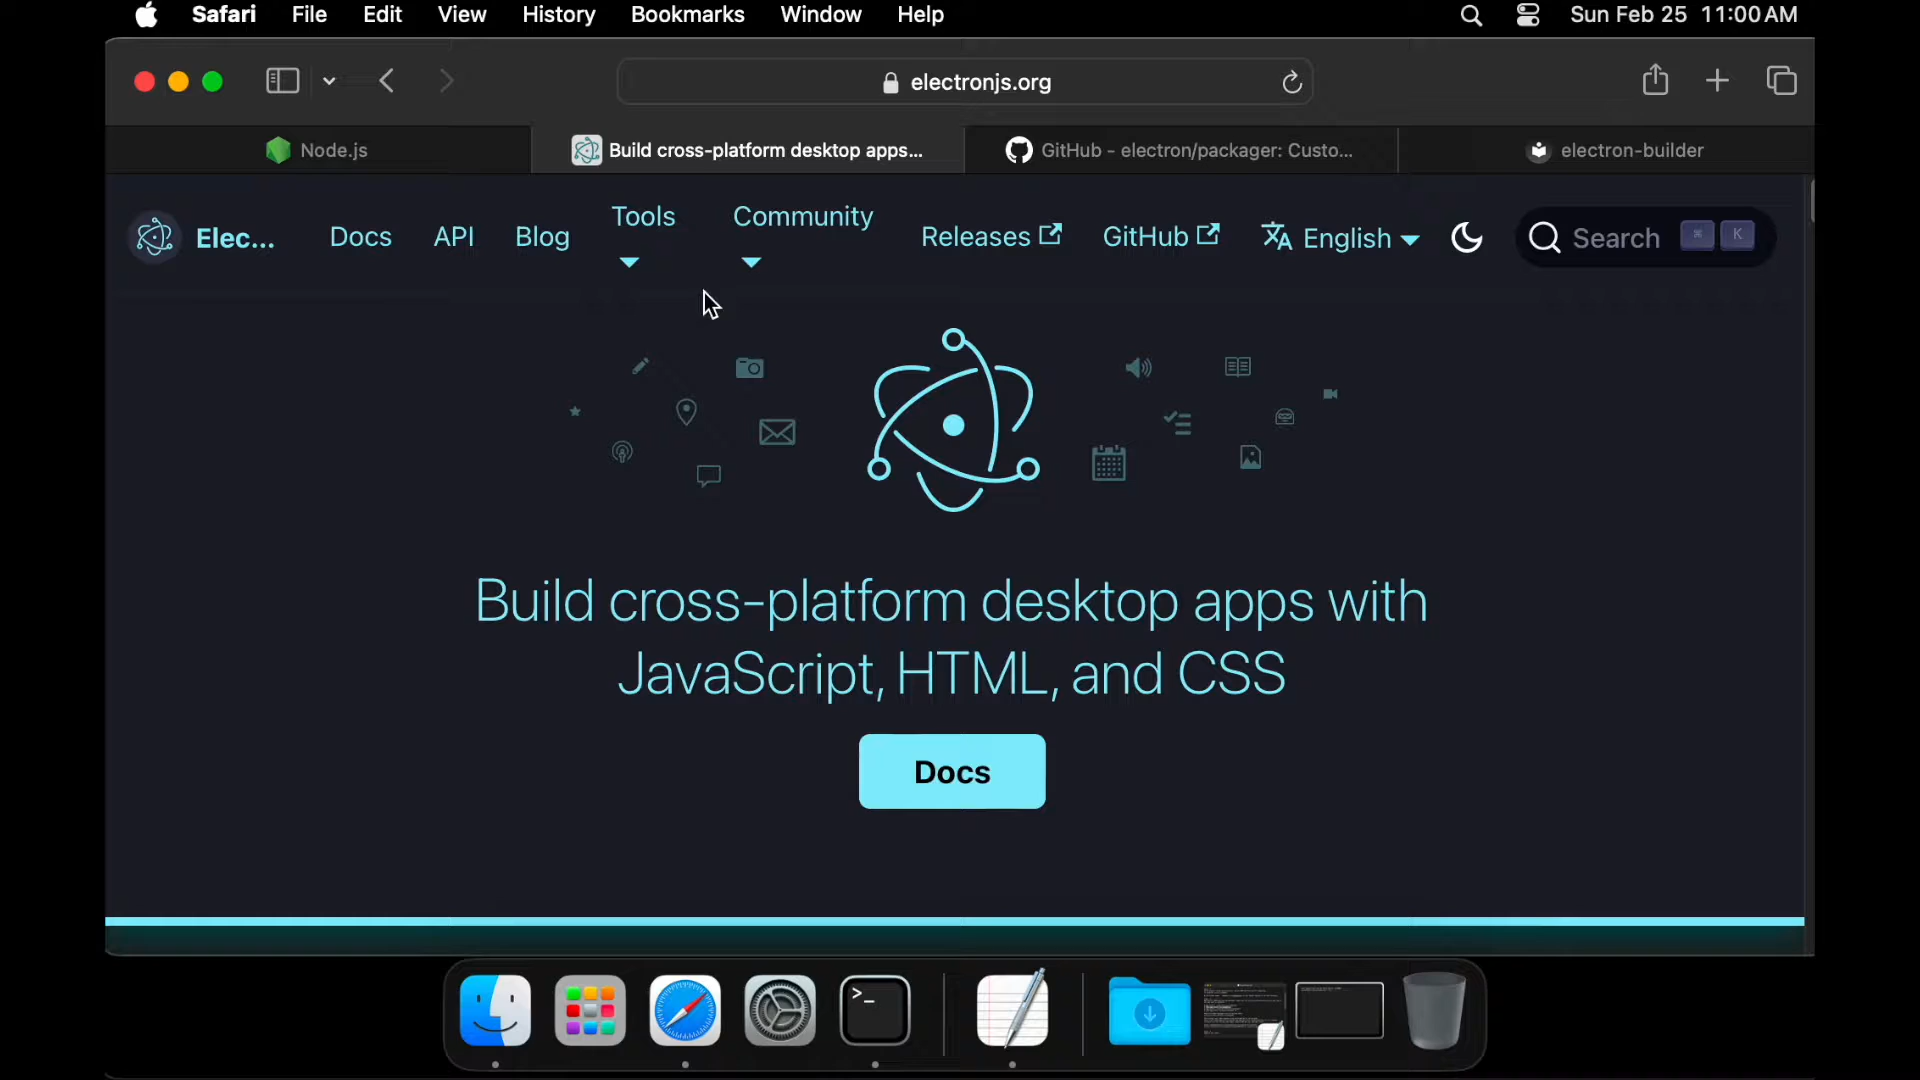 Safari File Edit View History Bookmarks Window Help Sun Feb 25 11:00 AM
electronjs.org
Node.js Build cross-platform desktop apps... GitHub - electron/packager: Custo... electron-builder
Elec... Docs API Blog Tools Community Releases GitHub English Search ⌘ K
Build cross-platform desktop apps with
JavaScript, HTML, and CSS
Docs